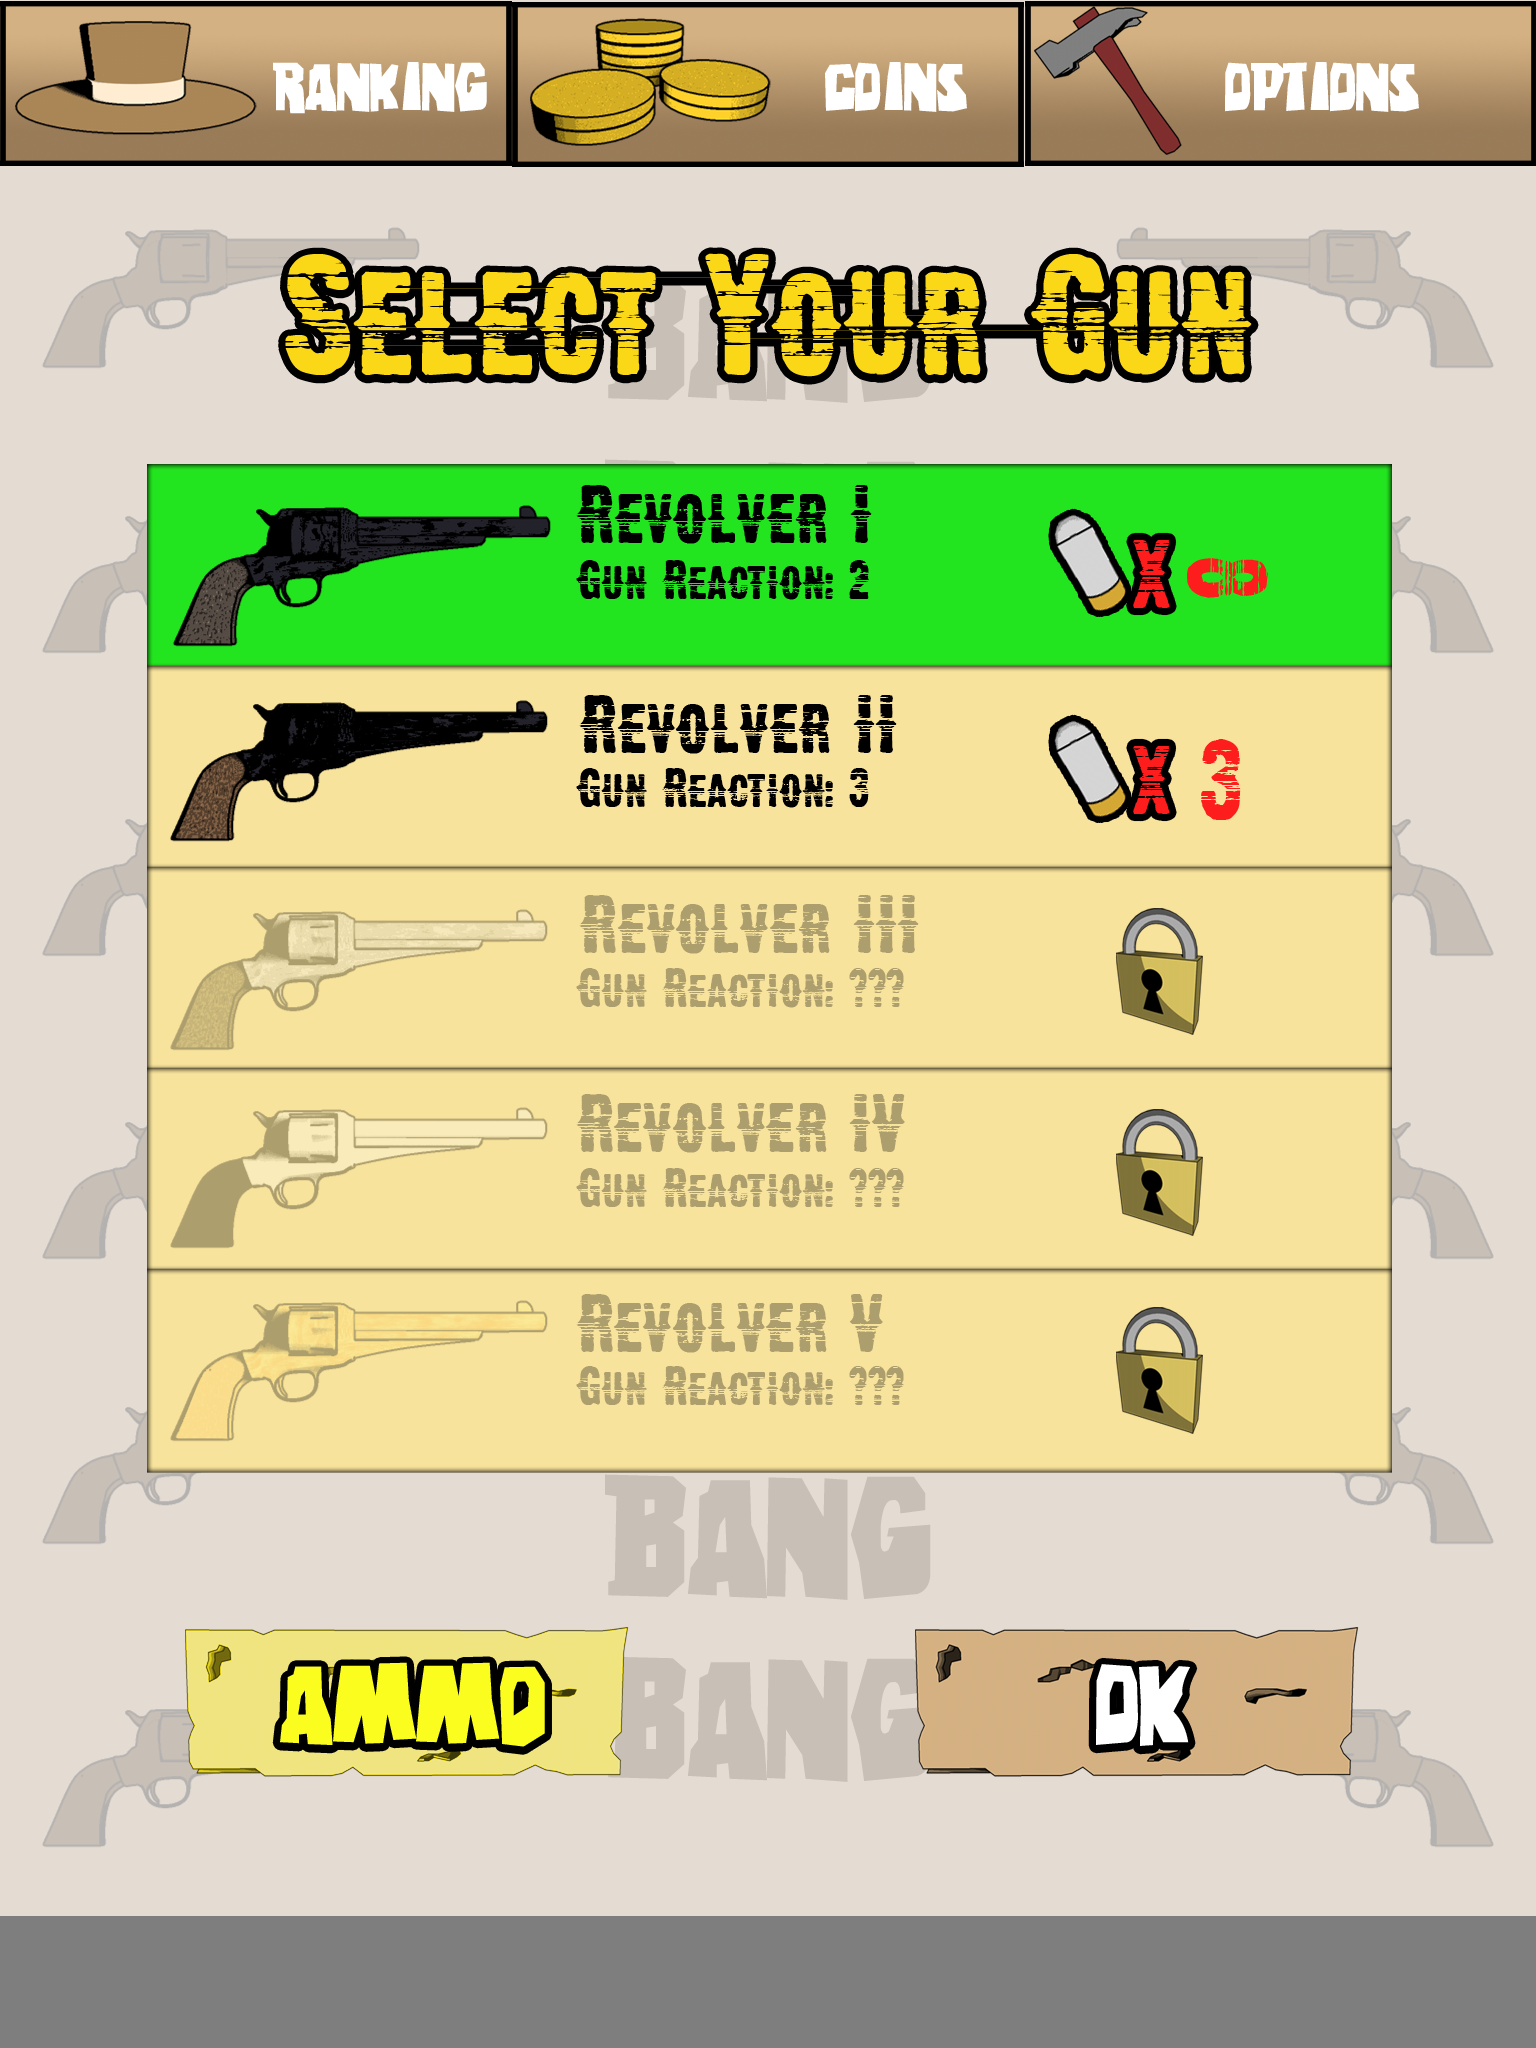 RANKING
COINS
OPTIONS
BANG
SELECT YOUR GUN
REVOLVER I
GUN REACTION: 2
X ∞
REVOLVER II
GUN REACTION: 3
X 3
REVOLVER III
GUN REACTION: ???
REVOLVER IV
GUN REACTION: ???
REVOLVER V
GUN REACTION: ???
BANG
BANG
AMMO
OK